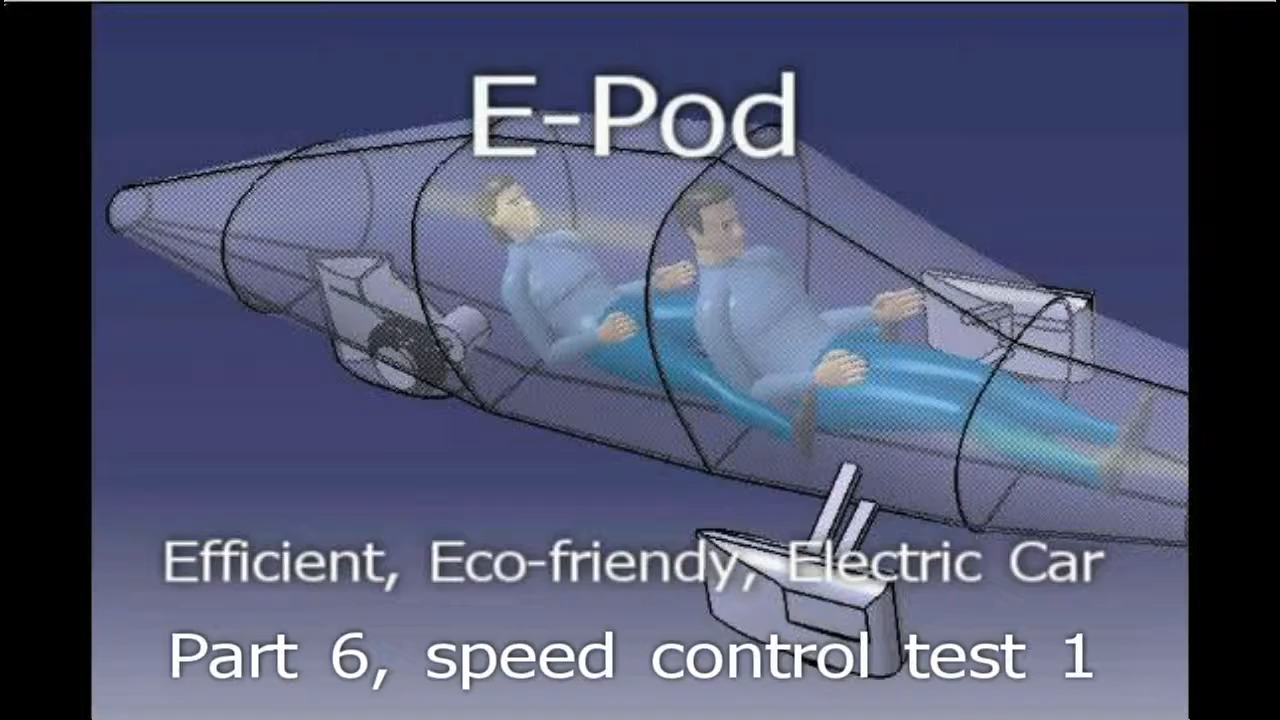 E-Pod
Efficient, Eco-friendy, Electric Car
Part 6, speed control test 1